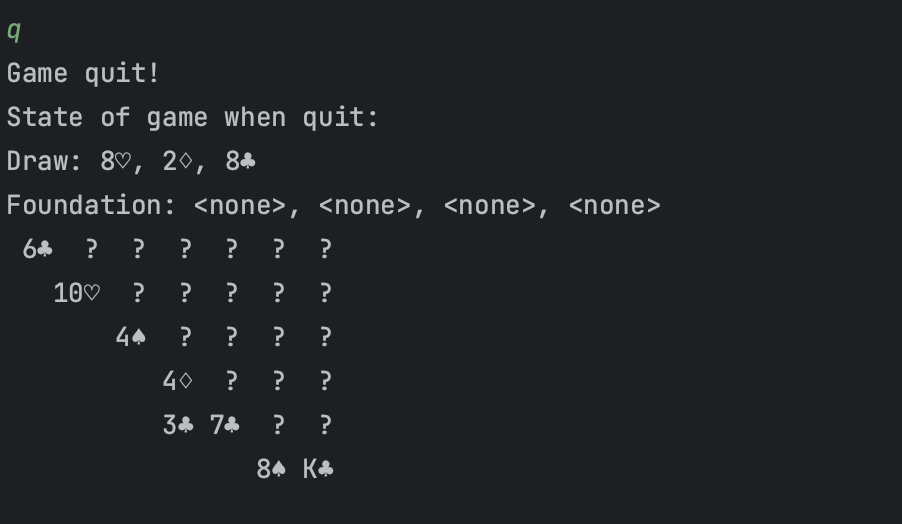 q
Game quit!
State of game when quit:
Draw: 8♡, 2♢, 8♣
Foundation: <none>, <none>, <none>, <none>
 6♣  ?  ?  ?  ?  ?  ?
   10♡  ?  ?  ?  ?  ?
       4♠  ?  ?  ?  ?
          4♢  ?  ?  ?
          3♣ 7♣  ?  ?
                8♠ K♣